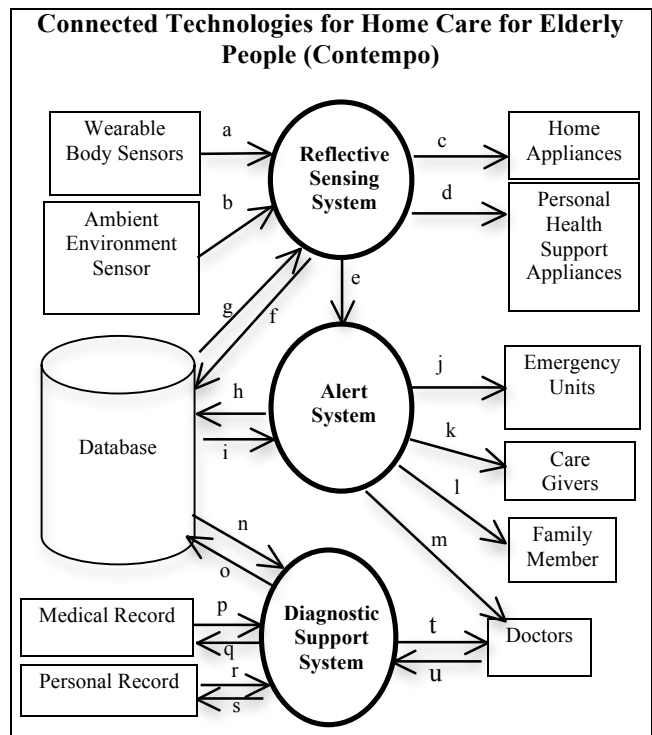 Connected Technologies for Home Care for Elderly
People (Contempo)
Wearable
Body Sensors
a
Reflective
Sensing
System
c
Home
Appliances
Ambient
Environment
Sensor
b
d
Personal
Health
Support
Appliances
g
f
e
Database
h
i
Alert
System
j
Emergency
Units
k
Care
Givers
l
Family
Member
m
n
o
Medical Record
p
q
Diagnostic
Support
System
t
u
Doctors
Personal Record
r
s